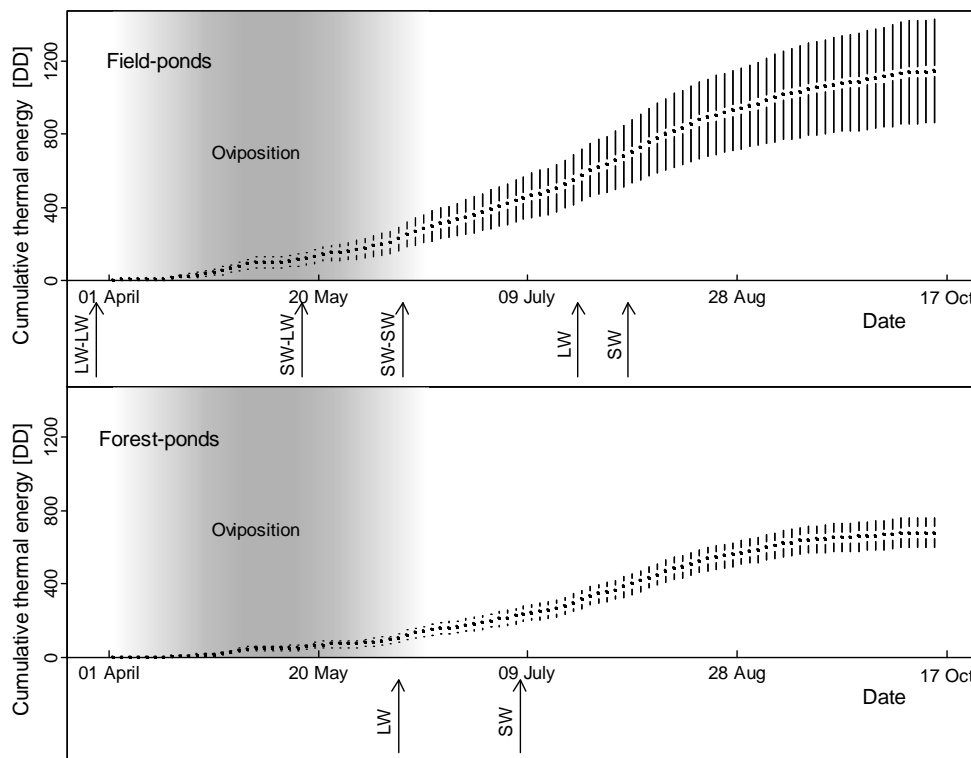 Cumulative thermal energy [DD]
1200
800
400
0
Field-ponds
Oviposition
01 April
20 May
09 July
28 Aug
17 Oct
Date
LW-LW
SW-LW
SW-SW
LW
SW
Cumulative thermal energy [DD]
1200
800
400
0
Forest-ponds
Oviposition
01 April
20 May
09 July
28 Aug
17 Oct
Date
LW
SW